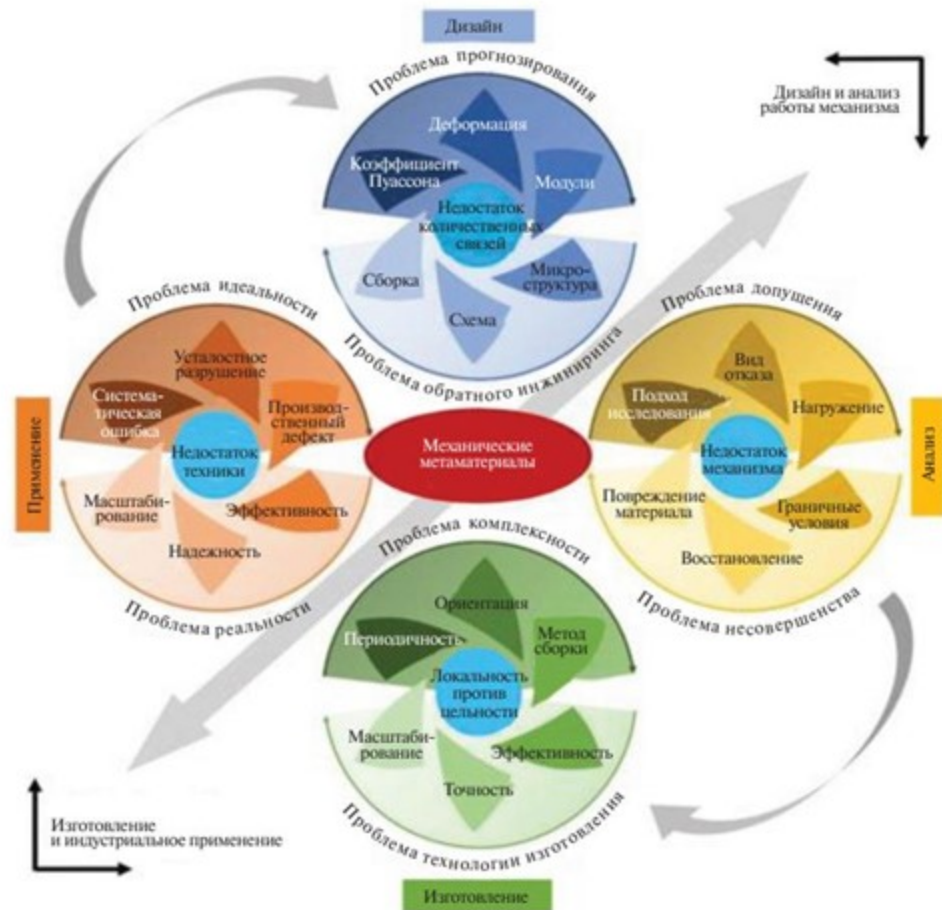 Дизайн
Проблема прогнозирования
Деформация
Коэффициент
Пуассона
Модули
Недостаток
количественных
связей
Сборка
Микро-
структура
Схема
Проблема обратного инжиниринга
Дизайн и анализ
работы механизма
Проблема идеальности
Усталостное
разрушение
Система-
тическая
ошибка
Производ-
ственный
дефект
Недостаток
техники
Масштаби-
рование
Эффективность
Надежность
Проблема реальности
Применение
Механические
метаматериалы
Проблема допущения
Вид
отказа
Подход
исследования
Нагружение
Недостаток
механизма
Повреждение
материала
Граничные
условия
Восстановление
Проблема несовершенства
Анализ
Проблема комплексности
Ориентация
Периодичность
Метод
сборки
Локальность
против
цельности
Масштаби-
рование
Эффективность
Точность
Проблема технологии изготовления
Изготовление
Изготовление
и индустриальное применение